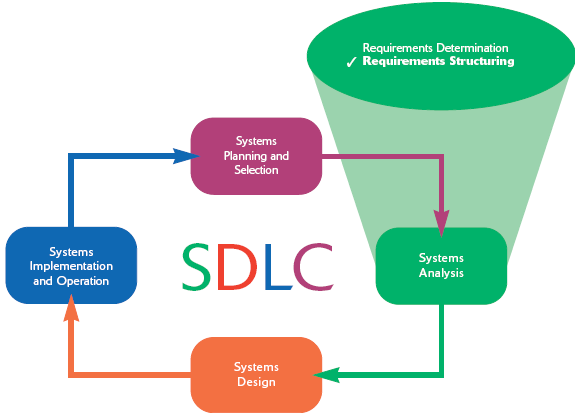 Requirements Determination
✓ Requirements Structuring
Systems
Planning and
Selection
Systems
Implementation
and Operation
SDLC
Systems
Analysis
Systems
Design